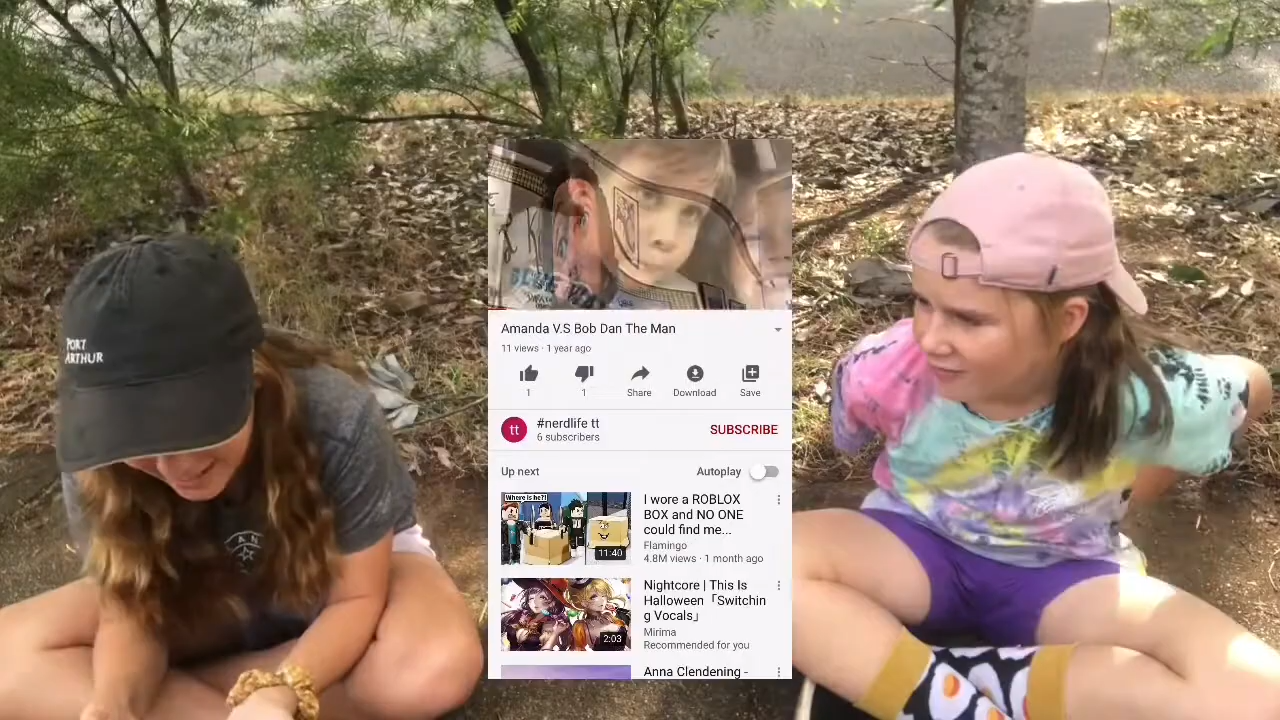 PORT
ARTHUR
Amanda V.S Bob Dan The Man
11 views · 1 year ago
1
1
Share
Download
Save
tt
#nerdlife tt
6 subscribers
SUBSCRIBE
Up next
Autoplay
Where is he?!
11:40
I wore a ROBLOX
BOX and NO ONE
could find me...
Flamingo
4.8M views · 1 month ago
2:03
Nightcore | This Is
Halloween「Switchin
g Vocals」
Mirima
Recommended for you
Anna Clendening -